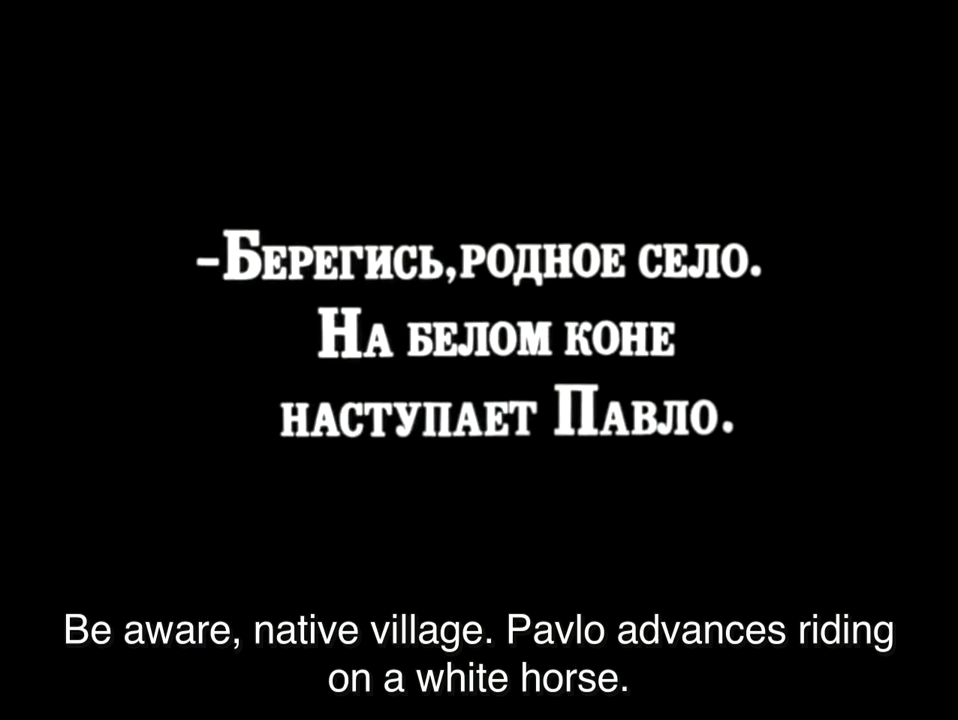 -Берегись, родное село.
На белом коне
наступает Павло.
Be aware, native village. Pavlo advances riding
on a white horse.